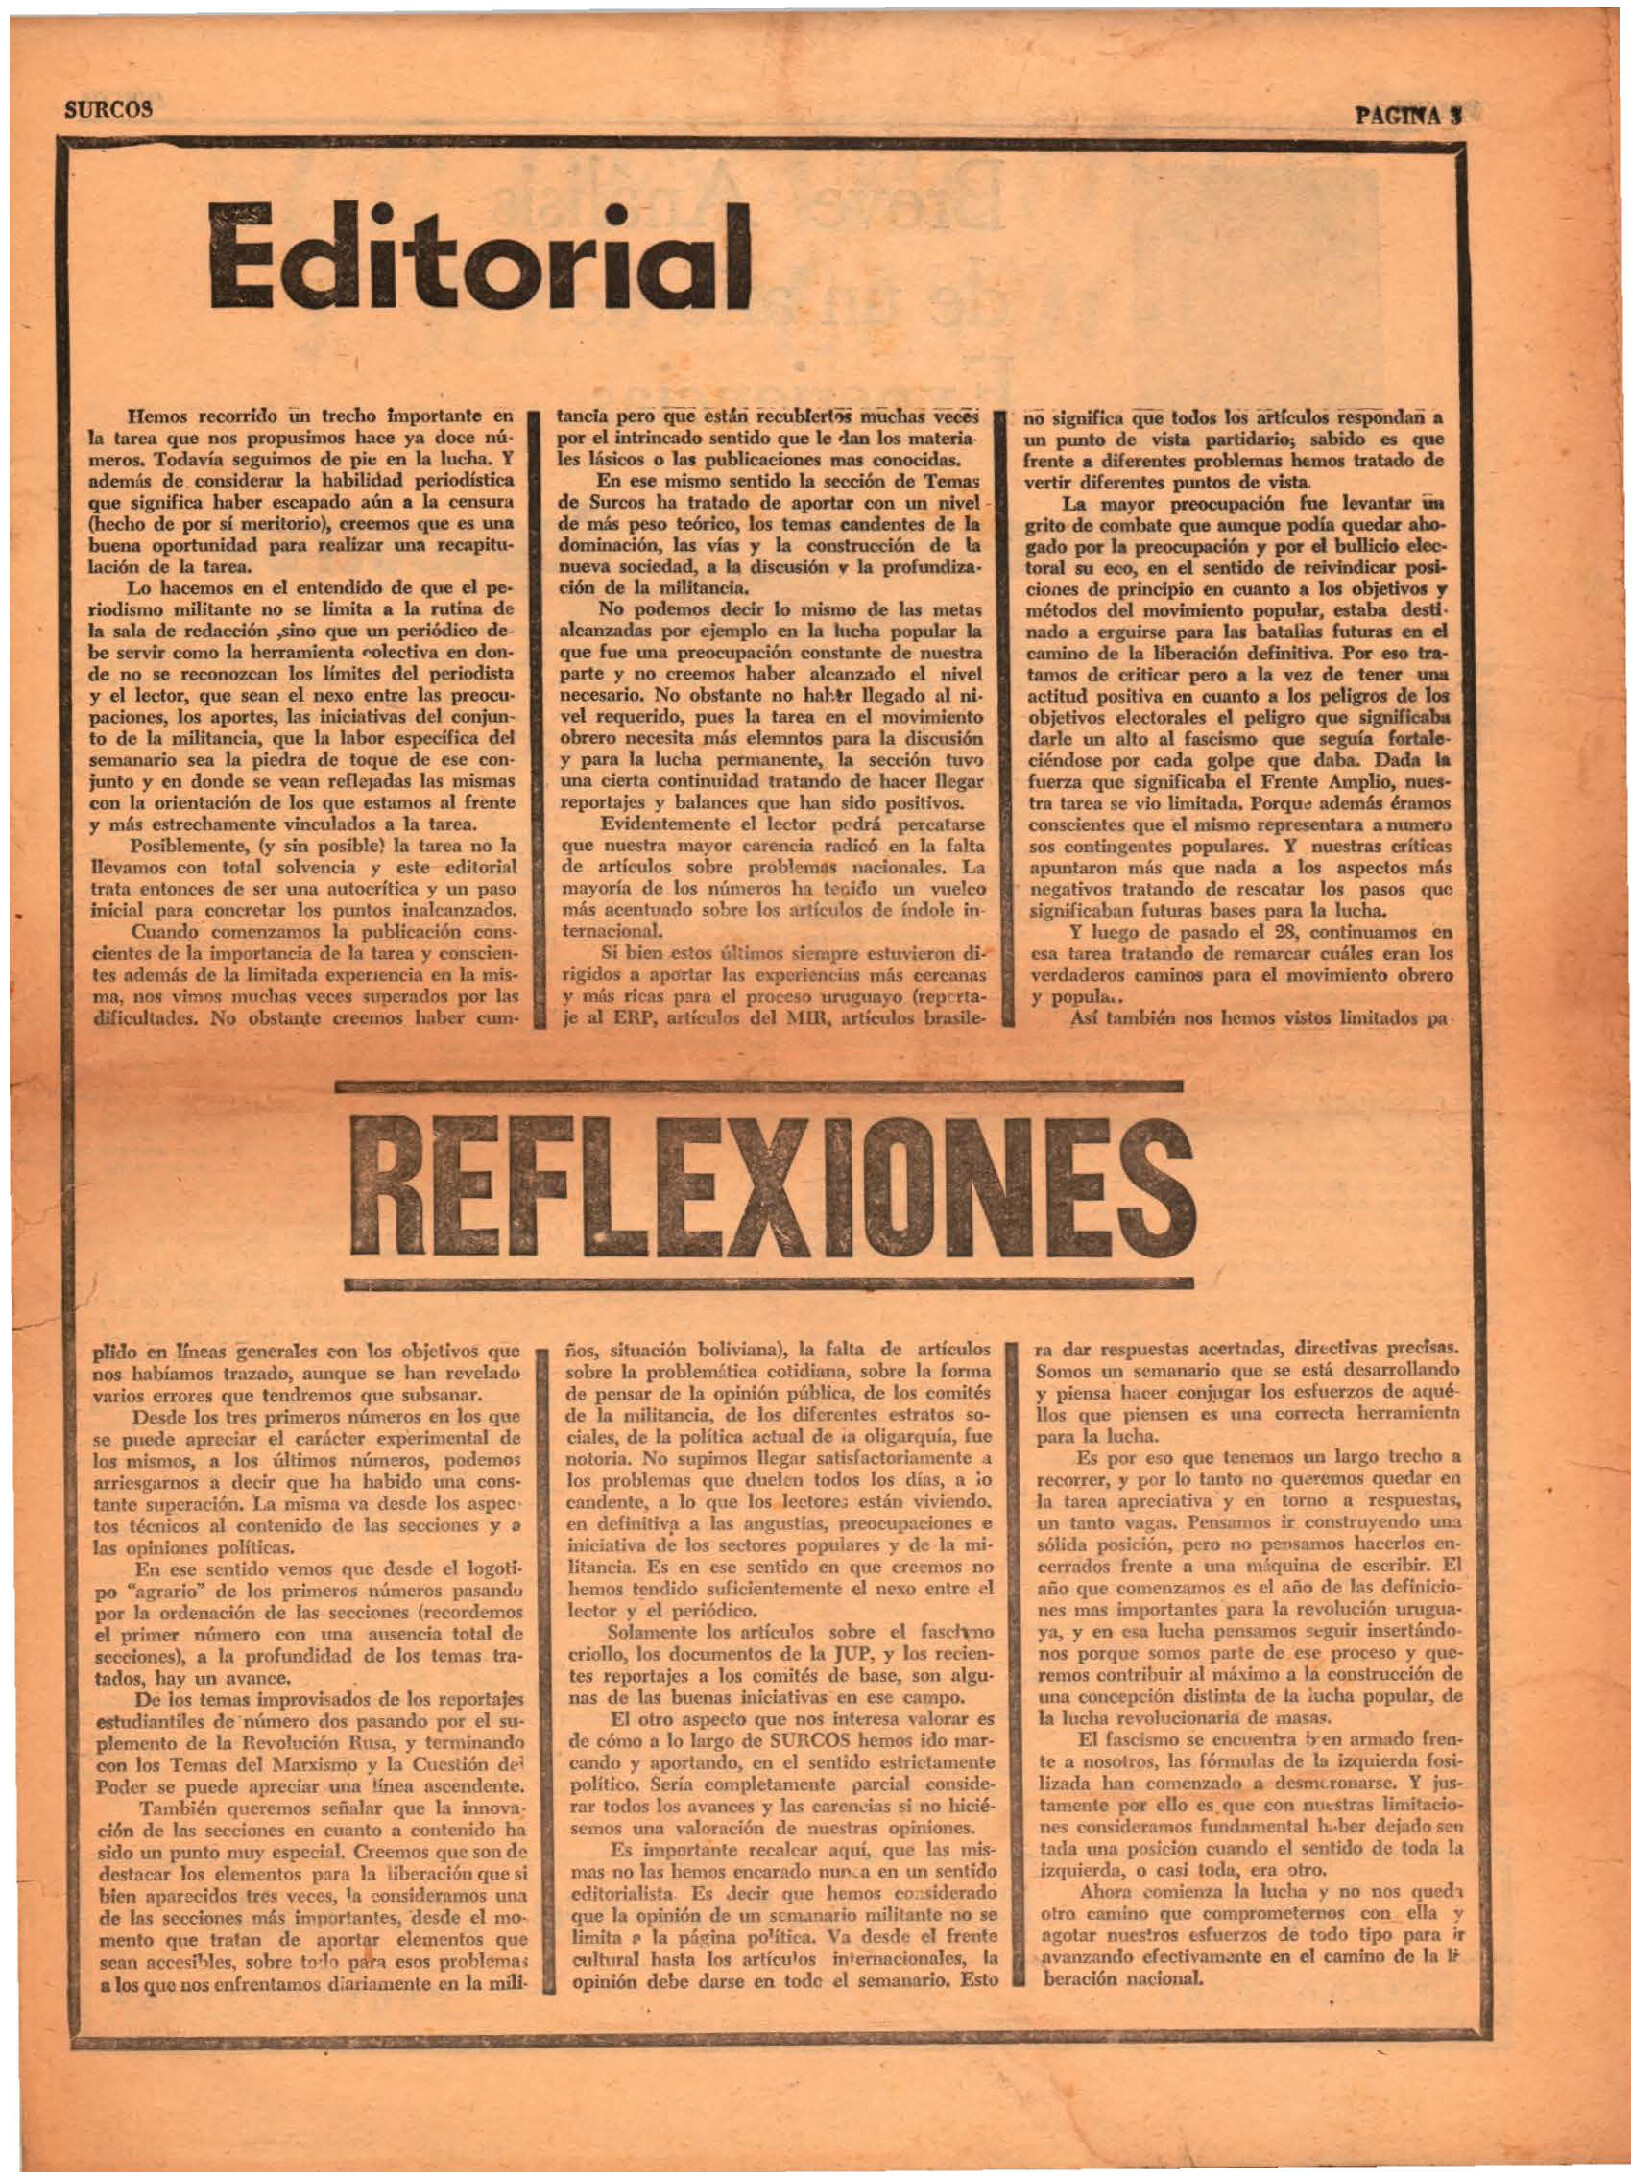 SURCOS
PAGINA 3
Editorial
REFLEXIONES
Hemos recorrido un trecho importante en
la tarea que nos propusimos hace ya doce nú-
meros. Todavía seguimos de pie en la lucha. Y
además de considerar la habilidad periodística
que significa haber escapado aún a la censura
(hecho de por sí meritorio), creemos que es una
buena oportunidad para realizar una recapitu-
lación de la tarea.
Lo hacemos en el entendido de que el pe-
riodismo militante no se limita a la rutina de
la sala de redacción ,sino que un periódico de-
be servir como la herramienta colectiva en don-
de no se reconozcan los límites del periodista
y el lector, que sean el nexo entre las preocu-
paciones, los aportes, las iniciativas del conjun-
to de la militancia, que la labor específica del
semanario sea la piedra de toque de ese con-
junto y en donde se vean reflejadas las mismas
con la orientación de los que estamos al frente
y más estrechamente vinculados a la tarea.
Posiblemente, (y sin posible) la tarea no la
llevamos con total solvencia y este editorial
trata entonces de ser una autocrítica y un paso
inicial para concretar los puntos inalcanzados.
Cuando comenzamos la publicación cons-
cientes de la importancia de la tarea y conscien-
tes además de la limitada experiencia en la mis-
ma, nos vimos muchas veces superados por las
dificultades. No obstante creemos haber cum-
plido en líneas generales con los objetivos que
nos habíamos trazado, aunque se han revelado
varios errores que tendremos que subsanar.
Desde los tres primeros números en los que
se puede apreciar el carácter experimental de
los mismos, a los últimos números, podemos
arriesgarnos a decir que ha habido una cons-
tante superación. La misma va desde los aspec-
tos técnicos al contenido de las secciones y a
las opiniones políticas.
En ese sentido vemos que desde el logoti-
po "agrario" de los primeros números pasando
por la ordenación de las secciones (recordemos
el primer número con una ausencia total de
secciones), a la profundidad de los temas tra-
tados, hay un avance.
De los temas improvisados de los reportajes
estudiantiles de número dos pasando por el su-
plemento de la Revolución Rusa, y terminando
con los Temas del Marxismo y la Cuestión del
Poder se puede apreciar una línea ascendente.
También queremos señalar que la innova-
ción de las secciones en cuanto a contenido ha
sido un punto muy especial. Creemos que son de
destacar los elementos para la liberación que si
bien aparecidos tres veces, la consideramos una
de las secciones más importantes, desde el mo-
mento que tratan de aportar elementos que
sean accesibles, sobre todo para esos problemas
a los que nos enfrentamos diariamente en la mili-
tancia pero que están recubiertos muchas veces
por el intrincado sentido que le dan los materia-
les lásicos o las publicaciones mas conocidas.
En ese mismo sentido la sección de Temas
de Surcos ha tratado de aportar con un nivel
de más peso teórico, los temas candentes de la
dominación, las vías y la construcción de la
nueva sociedad, a la discusión y la profundiza-
ción de la militancia.
No podemos decir lo mismo de las metas
alcanzadas por ejemplo en la lucha popular la
que fue una preocupación constante de nuestra
parte y no creemos haber alcanzado el nivel
necesario. No obstante no haber llegado al ni-
vel requerido, pues la tarea en el movimiento
obrero necesita más elemntos para la discusión
y para la lucha permanente, la sección tuvo
una cierta continuidad tratando de hacer llegar
reportajes y balances que han sido positivos.
Evidentemente el lector podrá percatarse
que nuestra mayor carencia radicó en la falta
de artículos sobre problemas nacionales. La
mayoría de los números ha tenido un vuelco
más acentuado sobre los artículos de índole in-
ternacional.
Si bien estos últimos siempre estuvieron di-
rigidos a aportar las experiencias más cercanas
y más ricas para el proceso uruguayo (reporta-
je al ERP, artículos del MIR, artículos brasile-
ños, situación boliviana), la falta de artículos
sobre la problemática cotidiana, sobre la forma
de pensar de la opinión pública, de los comités
de la militancia, de los diferentes estratos so-
ciales, de la política actual de la oligarquía, fue
notoria. No supimos llegar satisfactoriamente a
los problemas que duelen todos los días, a lo
candente, a lo que los lectores están viviendo.
en definitiva a las angustias, preocupaciones e
iniciativa de los sectores populares y de la mi-
litancia. Es en ese sentido en que creemos no
hemos tendido suficientemente el nexo entre el
lector y el periódico.
Solamente los artículos sobre el fascismo
criollo, los documentos de la JUP, y los recien-
tes reportajes a los comités de base, son algu-
nas de las buenas iniciativas en ese campo.
El otro aspecto que nos interesa valorar es
de cómo a lo largo de SURCOS hemos ido mar-
cando y aportando, en el sentido estrictamente
político. Sería completamente parcial conside-
rar todos los avances y las carencias si no hicié-
semos una valoración de nuestras opiniones.
Es importante recalcar aquí, que las mis-
mas no las hemos encarado nunca en un sentido
editorialista. Es decir que hemos considerado
que la opinión de un semanario militante no se
limita a la página política. Va desde el frente
cultural hasta los artículos internacionales, la
opinión debe darse en todo el semanario. Esto
no significa que todos los artículos respondan a
un punto de vista partidario; sabido es que
frente a diferentes problemas hemos tratado de
vertir diferentes puntos de vista.
La mayor preocupación fue levantar un
grito de combate que aunque podía quedar aho-
gado por la preocupación y por el bullicio elec-
toral su eco, en el sentido de reivindicar posi-
ciones de principio en cuanto a los objetivos y
métodos del movimiento popular, estaba desti-
nado a erguirse para las batallas futuras en el
camino de la liberación definitiva. Por eso tra-
tamos de criticar pero a la vez de tener una
actitud positiva en cuanto a los peligros de los
objetivos electorales el peligro que significaba
darle un alto al fascismo que seguía fortale-
ciéndose por cada golpe que daba. Dada la
fuerza que significaba el Frente Amplio, nues-
tra tarea se vio limitada. Porque además éramos
conscientes que el mismo representara a numero
sos contingentes populares. Y nuestras críticas
apuntaron más que nada a los aspectos más
negativos tratando de rescatar los pasos que
significaban futuras bases para la lucha.
Y luego de pasado el 28, continuamos en
esa tarea tratando de remarcar cuáles eran los
verdaderos caminos para el movimiento obrero
y popular.
Así también nos hemos vistos limitados pa-
ra dar respuestas acertadas, directivas precisas.
Somos un semanario que se está desarrollando
y piensa hacer conjugar los esfuerzos de aqué-
llos que piensen es una correcta herramienta
para la lucha.
Es por eso que tenemos un largo trecho a
recorrer, y por lo tanto no queremos quedar en
la tarea apreciativa y en torno a respuestas,
un tanto vagas. Pensamos ir construyendo una
sólida posición, pero no pensamos hacerlos en-
cerrados frente a una máquina de escribir. El
año que comenzamos es el año de las definicio-
nes mas importantes para la revolución urugua-
ya, y en esa lucha pensamos seguir insertándo-
nos porque somos parte de ese proceso y que-
remos contribuir al máximo a la construcción de
una concepción distinta de la lucha popular, de
la lucha revolucionaria de masas.
El fascismo se encuentra bien armado fren-
te a nosotros, las fórmulas de la izquierda fosi-
lizada han comenzado a desmoronarse. Y jus-
tamente por ello es que con nuestras limitacio-
nes consideramos fundamental haber dejado sen
tada una posición cuando el sentido de toda la
izquierda, o casi toda, era otro.
Ahora comienza la lucha y no nos queda
otro camino que comprometernos con ella y
agotar nuestros esfuerzos de todo tipo para ir
avanzando efectivamente en el camino de la li
beración nacional.